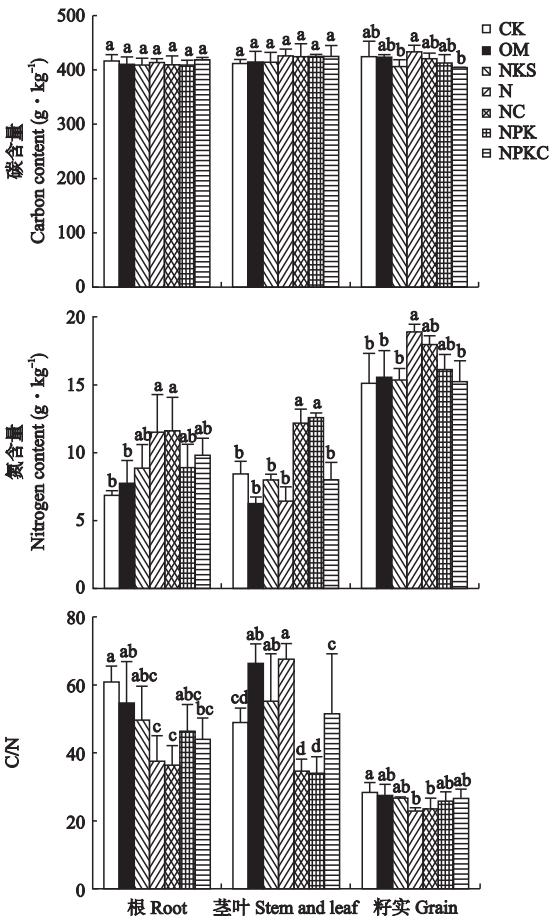 500
400
300
200
100
0
碳含量
Carbon content (g·kg⁻¹)
a a a a a a a
a a a a a a a
ab ab b a ab ab b
CK
OM
NKS
N
NC
NPK
NPKC
20
15
10
5
0
氮含量
Nitrogen content (g·kg⁻¹)
b b ab a a ab ab
b b b b a a b
b b b a ab ab b
80
60
40
20
0
C/N
a ab abc c c abc bc
cd ab ab a d d c
a ab ab b b ab ab
根 Root
茎叶 Stem and leaf
籽实 Grain